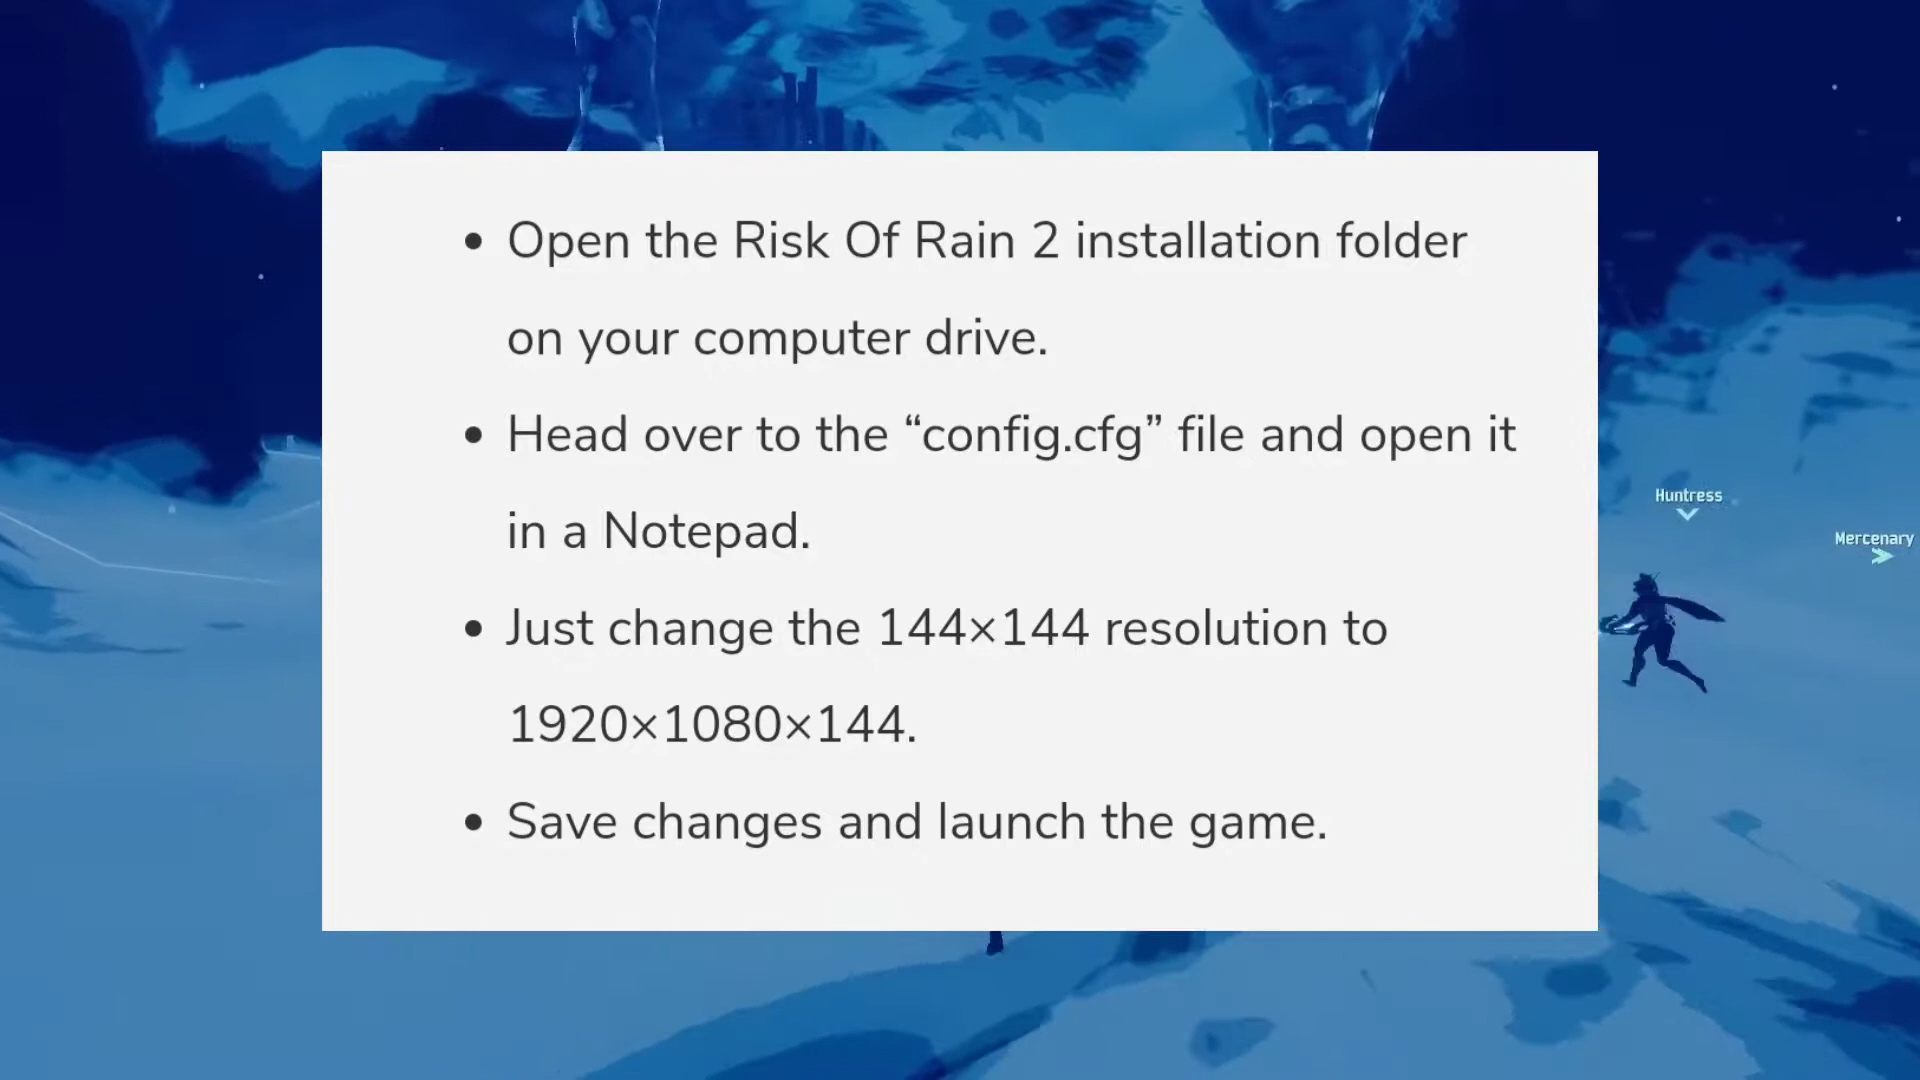 • Open the Risk Of Rain 2 installation folder
on your computer drive.
• Head over to the “config.cfg” file and open it
in a Notepad.
• Just change the 144×144 resolution to
1920×1080×144.
• Save changes and launch the game.
Huntress
Mercenary